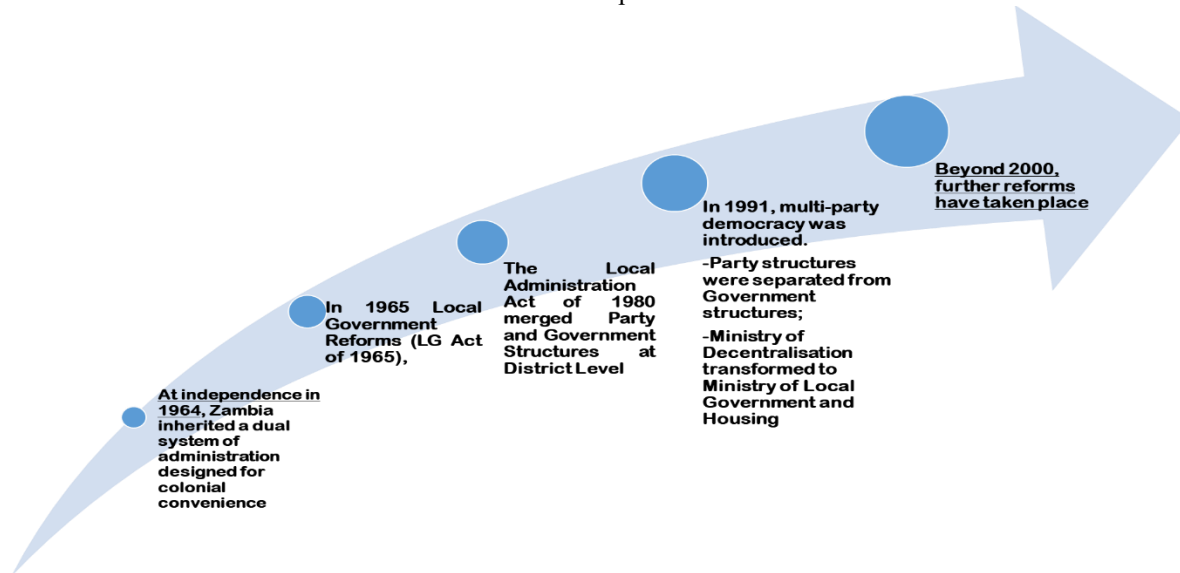 At independence in
1964, Zambia
inherited a dual
system of
administration
designed for
colonial
convenience
In 1965 Local
Government
Reforms (LG Act
of 1965),
The Local
Administration
Act of 1980
merged Party
and Government
Structures at
District Level
In 1991, multi-party
democracy was
introduced.
-Party structures
were separated from
Government
structures;
-Ministry of
Decentralisation
transformed to
Ministry of Local
Government and
Housing
Beyond 2000,
further reforms
have taken place